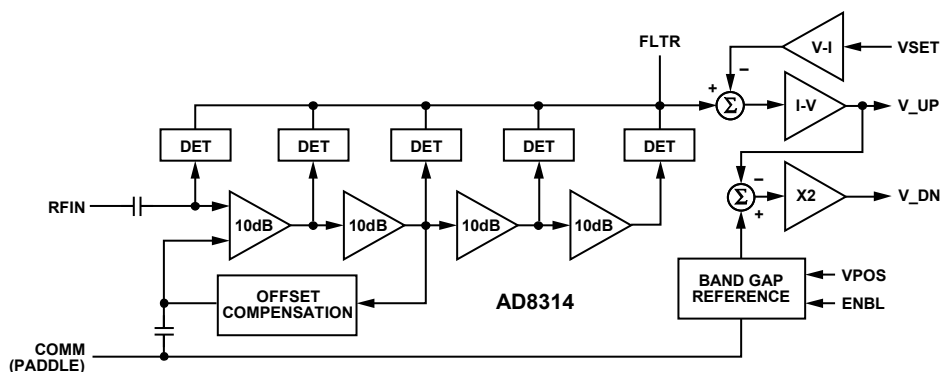 FLTR
V-I
VSET
−
+
Σ
I-V
V_UP
DET
DET
DET
DET
DET
−
Σ
+
X2
V_DN
RFIN
10dB
10dB
10dB
10dB
OFFSET
COMPENSATION
AD8314
BAND GAP
REFERENCE
VPOS
ENBL
COMM
(PADDLE)